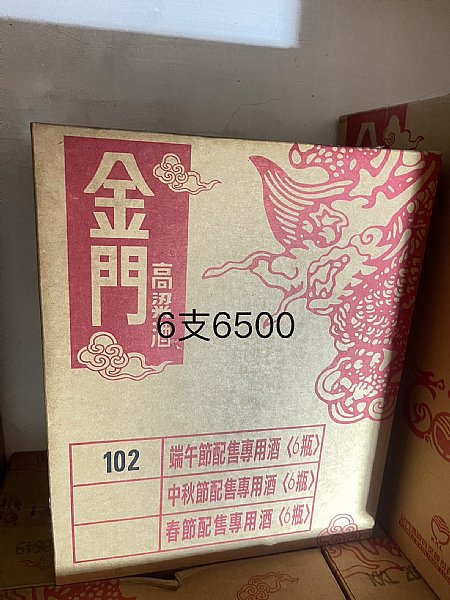 金門
高粱酒
6支6500
102
端午節配售專用酒〈6瓶〉
中秋節配售專用酒〈6瓶〉
春節配售專用酒〈6瓶〉